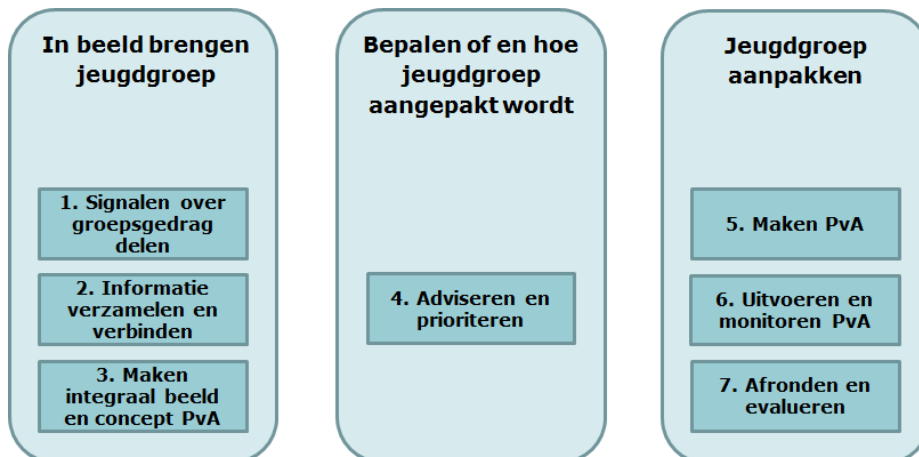 In beeld brengen
jeugdgroep
1. Signalen over
groepsgedrag
delen
2. Informatie
verzamelen en
verbinden
3. Maken
integraal beeld
en concept PvA
Bepalen of en hoe
jeugdgroep
aangepakt wordt
4. Adviseren en
prioriteren
Jeugdgroep
aanpakken
5. Maken PvA
6. Uitvoeren en
monitoren PvA
7. Afronden en
evalueren